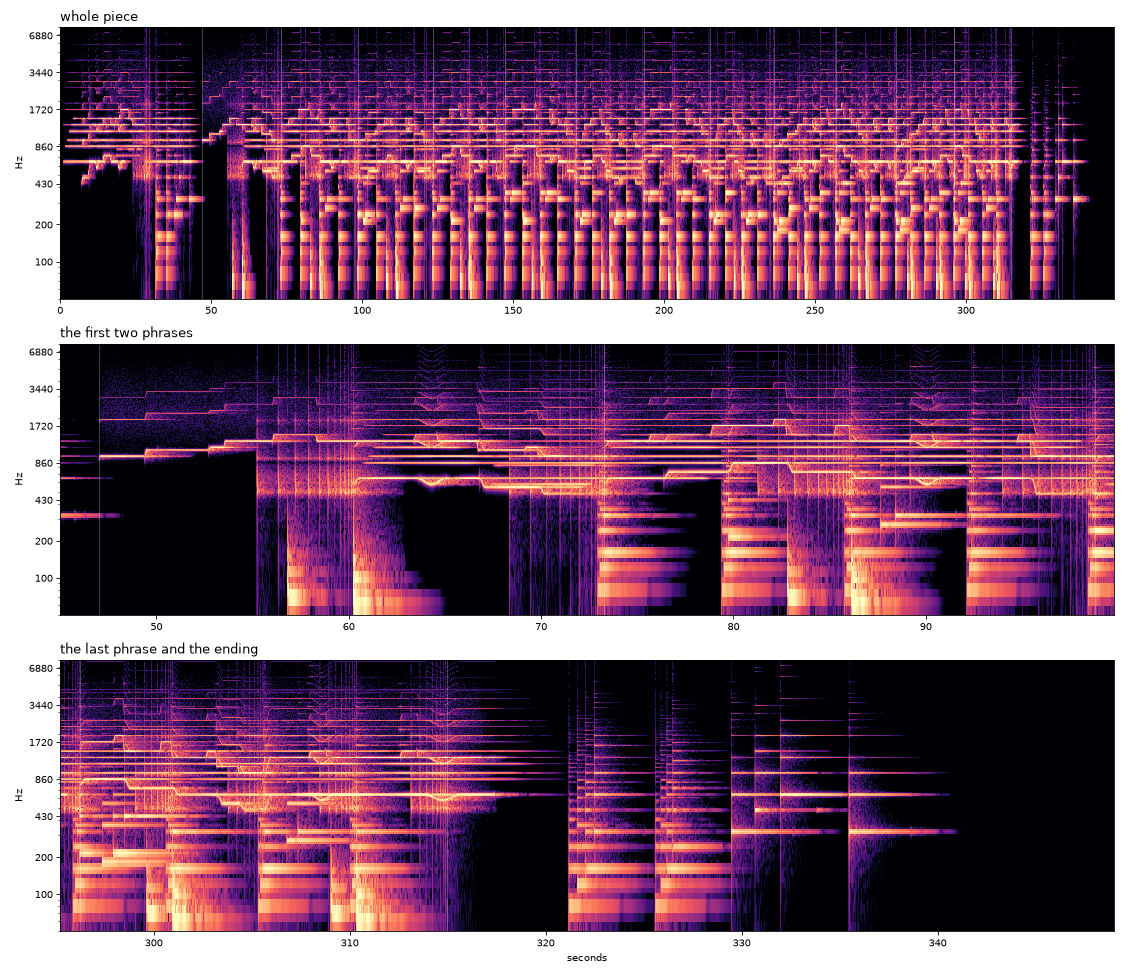 whole piece
6880
3440
1720
860
430
200
100
Hz
0 50 100 150 200 250 300
the first two phrases
6880
3440
1720
860
430
200
100
Hz
50 60 70 80 90
the last phrase and the ending
6880
3440
1720
860
430
200
100
Hz
300 310 320 330 340
seconds